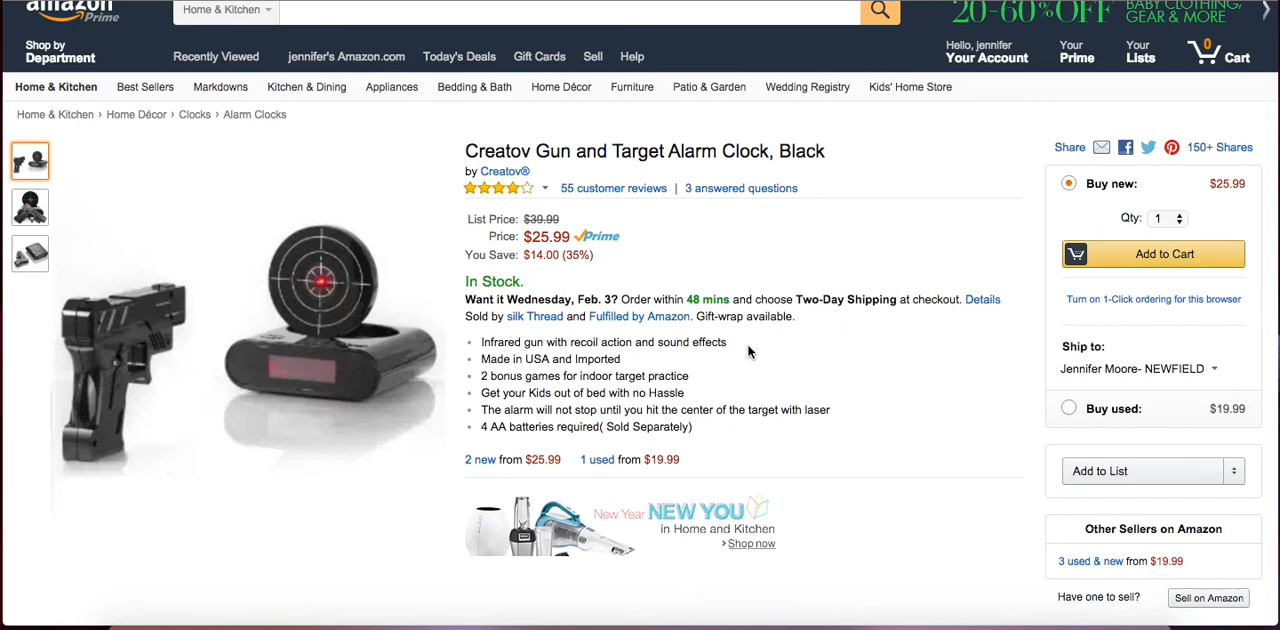 amazon
Prime
Home & Kitchen
20-60% OFF
BABY CLOTHING,
GEAR & MORE
Shop by
Department
Recently Viewed
jennifer's Amazon.com
Today's Deals
Gift Cards
Sell
Help
Hello, jennifer
Your Account
Your
Prime
Your
Lists
0
Cart
Home & Kitchen
Best Sellers
Markdowns
Kitchen & Dining
Appliances
Bedding & Bath
Home Décor
Furniture
Patio & Garden
Wedding Registry
Kids' Home Store
Home & Kitchen › Home Décor › Clocks › Alarm Clocks
Creatov Gun and Target Alarm Clock, Black
by Creatov®
55 customer reviews | 3 answered questions
List Price: $39.99
Price: $25.99 Prime
You Save: $14.00 (35%)
In Stock.
Want it Wednesday, Feb. 3? Order within 48 mins and choose Two-Day Shipping at checkout. Details
Sold by silk Thread and Fulfilled by Amazon. Gift-wrap available.
• Infrared gun with recoil action and sound effects
• Made in USA and Imported
• 2 bonus games for indoor target practice
• Get your Kids out of bed with no Hassle
• The alarm will not stop until you hit the center of the target with laser
• 4 AA batteries required( Sold Separately)
2 new from $25.99 1 used from $19.99
New Year NEW YOU
in Home and Kitchen
› Shop now
Share 150+ Shares
Buy new: $25.99
Qty: 1
Add to Cart
Turn on 1-Click ordering for this browser
Ship to:
Jennifer Moore- NEWFIELD
Buy used: $19.99
Add to List
Other Sellers on Amazon
3 used & new from $19.99
Have one to sell? Sell on Amazon